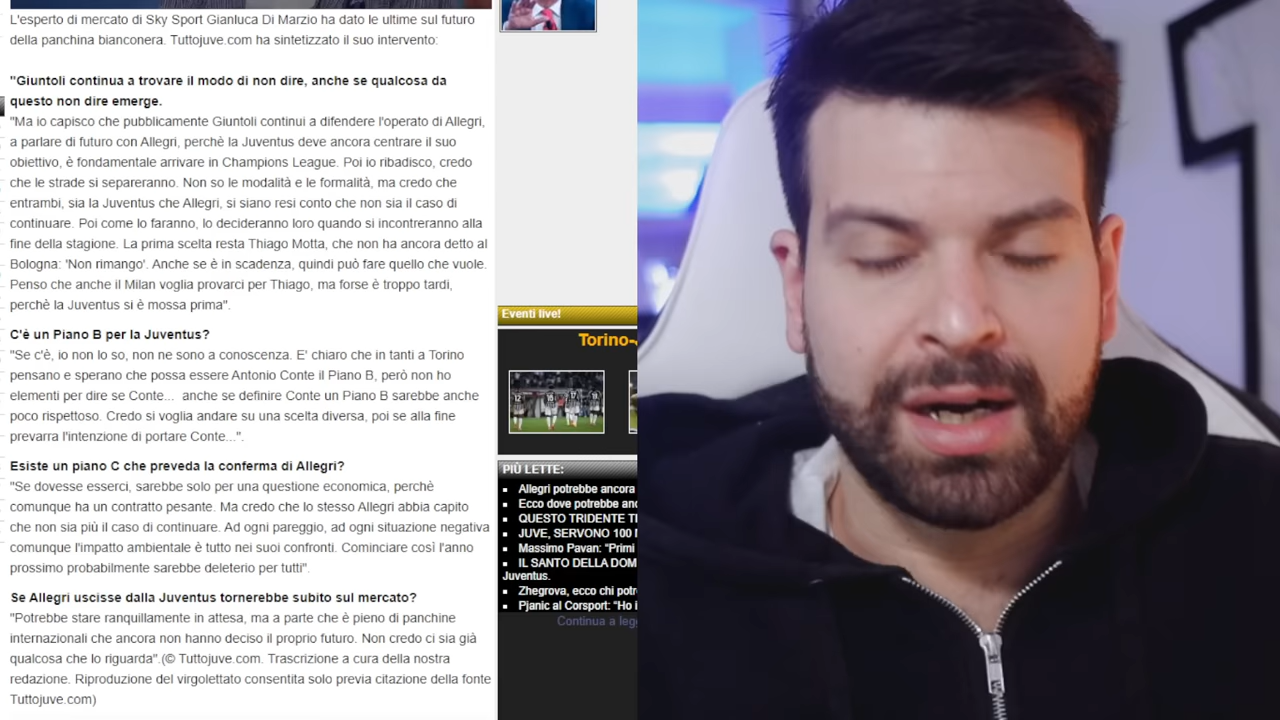 L'esperto di mercato di Sky Sport Gianluca Di Marzio ha dato le ultime sul futuro
della panchina bianconera. Tuttojuve.com ha sintetizzato il suo intervento:
"Giuntoli continua a trovare il modo di non dire, anche se qualcosa da
questo non dire emerge.
"Ma io capisco che pubblicamente Giuntoli continui a difendere l'operato di Allegri,
a parlare di futuro con Allegri, perchè la Juventus deve ancora centrare il suo
obiettivo, è fondamentale arrivare in Champions League. Poi io ribadisco, credo
che le strade si separeranno. Non so le modalità e le formalità, ma credo che
entrambi, sia la Juventus che Allegri, si siano resi conto che non sia il caso di
continuare. Poi come lo faranno, lo decideranno loro quando si incontreranno alla
fine della stagione. La prima scelta resta Thiago Motta, che non ha ancora detto al
Bologna: 'Non rimango'. Anche se è in scadenza, quindi può fare quello che vuole.
Penso che anche il Milan voglia provarci per Thiago, ma forse è troppo tardi,
perchè la Juventus si è mossa prima".
C'è un Piano B per la Juventus?
"Se c'è, io non lo so, non ne sono a conoscenza. E' chiaro che in tanti a Torino
pensano e sperano che possa essere Antonio Conte il Piano B, però non ho
elementi per dire se Conte... anche se definire Conte un Piano B sarebbe anche
poco rispettoso. Credo si voglia andare su una scelta diversa, poi se alla fine
prevarra l'intenzione di portare Conte...".
Esiste un piano C che preveda la conferma di Allegri?
"Se dovesse esserci, sarebbe solo per una questione economica, perchè
comunque ha un contratto pesante. Ma credo che lo stesso Allegri abbia capito
che non sia più il caso di continuare. Ad ogni pareggio, ad ogni situazione negativa
comunque l'impatto ambientale è tutto nei suoi confronti. Cominciare così l'anno
prossimo probabilmente sarebbe deleterio per tutti".
Se Allegri uscisse dalla Juventus tornerebbe subito sul mercato?
"Potrebbe stare ranquillamente in attesa, ma a parte che è pieno di panchine
internazionali che ancora non hanno deciso il proprio futuro. Non credo ci sia già
qualcosa che lo riguarda".(© Tuttojuve.com. Trascrizione a cura della nostra
redazione. Riproduzione del virgolettato consentita solo previa citazione della fonte
Tuttojuve.com)
Eventi live!
Torino-
PIÙ LETTE:
Allegri potrebbe ancora
Ecco dove potrebbe anc
QUESTO TRIDENTE
JUVE, SERVONO 100
Massimo Pavan: "Primi
IL SANTO DELLA DOM
Juventus.
Zhegrova, ecco chi potr
Pjanic al Corsport: "Ho
Continua a leg